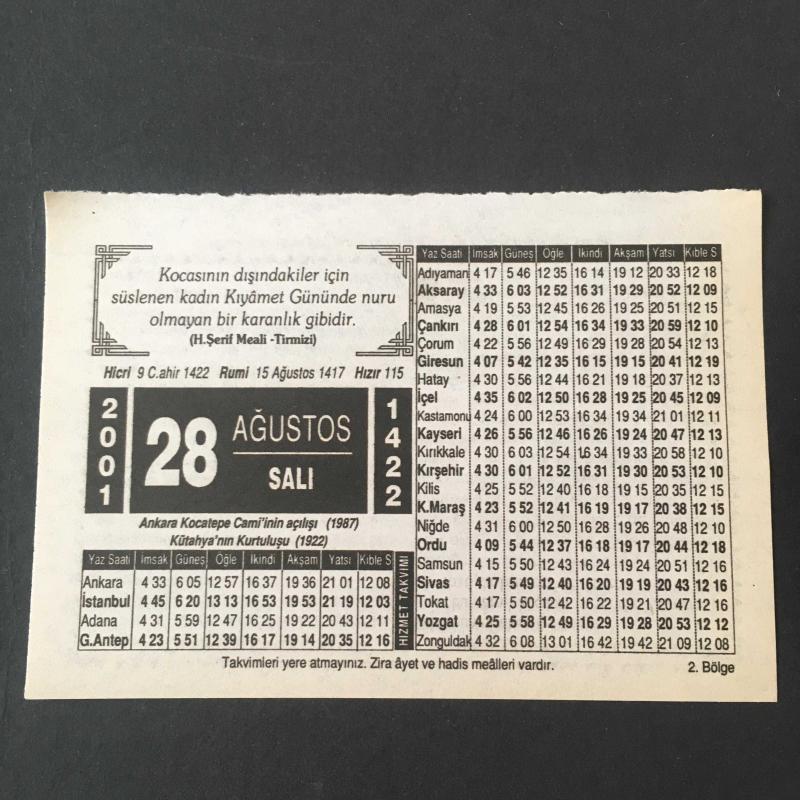 Kocasının dışındakiler için
süslenen kadın Kıyâmet Gününde nuru
olmayan bir karanlık gibidir.
(H.Şerif Meali -Tirmizi)
Hicri 9 C.ahir 1422 Rumi 15 Ağustos 1417 Hızır 115
2001
28 AĞUSTOS
SALI
1422
Ankara Kocatepe Cami'inin açılışı (1987)
Kütahya'nın Kurtuluşu (1922)
Yaz Saati İmsak Güneş Öğle İkindi Akşam Yatsı Kıble S
Ankara 4 33 6 05 12 57 16 37 19 36 21 01 12 08
İstanbul 4 45 6 20 13 13 16 53 19 53 21 19 12 03
Adana 4 31 5 59 12 47 16 25 19 22 20 43 12 11
G.Antep 4 23 5 51 12 39 16 17 19 14 20 35 12 16
HİZMET TAKVİMİ
Yaz Saati İmsak Güneş Öğle İkindi Akşam Yatsı Kıble S
Adıyaman 4 17 5 46 12 35 16 14 19 12 20 33 12 18
Aksaray 4 33 6 03 12 52 16 31 19 29 20 52 12 09
Amasya 4 19 5 53 12 45 16 26 19 25 20 51 12 15
Çankırı 4 28 6 01 12 54 16 34 19 33 20 59 12 10
Çorum 4 22 5 56 12 49 16 29 19 28 20 54 12 13
Giresun 4 07 5 42 12 35 16 15 19 15 20 41 12 19
Hatay 4 30 5 56 12 44 16 21 19 18 20 37 12 13
İçel 4 35 6 02 12 50 16 28 19 25 20 45 12 09
Kastamonu 4 24 6 00 12 53 16 34 19 34 21 01 12 11
Kayseri 4 26 5 56 12 46 16 26 19 24 20 47 12 13
Kırıkkale 4 30 6 03 12 54 16 34 19 33 20 58 12 10
Kırşehir 4 30 6 01 12 52 16 31 19 30 20 53 12 10
Kilis 4 25 5 52 12 40 16 18 19 15 20 35 12 15
K.Maraş 4 23 5 52 12 41 16 19 19 17 20 38 12 15
Niğde 4 31 6 00 12 50 16 28 19 26 20 48 12 10
Ordu 4 09 5 44 12 37 16 18 19 17 20 44 12 18
Samsun 4 15 5 50 12 43 16 24 19 24 20 51 12 16
Sivas 4 17 5 49 12 40 16 20 19 19 20 43 12 16
Tokat 4 17 5 50 12 42 16 22 19 21 20 47 12 16
Yozgat 4 25 5 58 12 49 16 29 19 28 20 53 12 12
Zonguldak 4 32 6 08 13 01 16 42 19 42 21 09 12 08
Takvimleri yere atmayınız. Zira âyet ve hadis meâlleri vardır.
2. Bölge